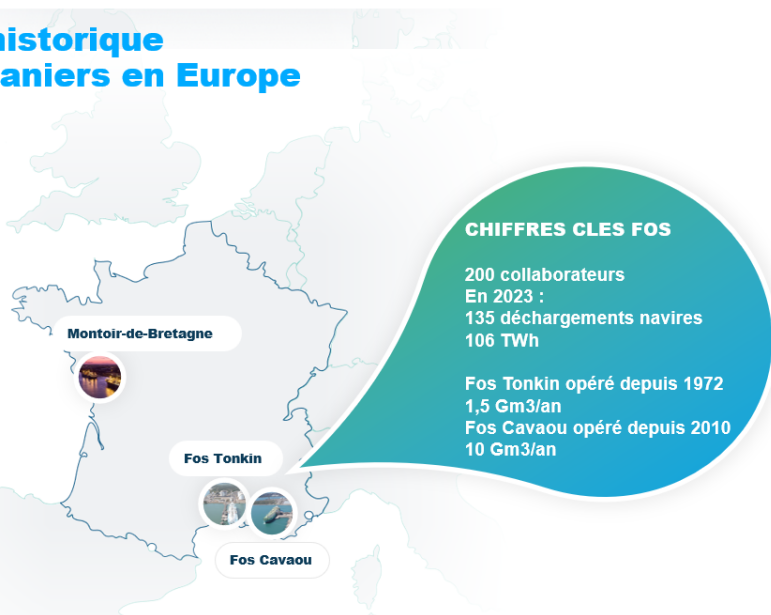 historique
aniers en Europe
CHIFFRES CLES FOS
200 collaborateurs
En 2023 :
135 déchargements navires
106 TWh
Fos Tonkin opéré depuis 1972
1,5 Gm3/an
Fos Cavaou opéré depuis 2010
10 Gm3/an
Montoir-de-Bretagne
Fos Tonkin
Fos Cavaou